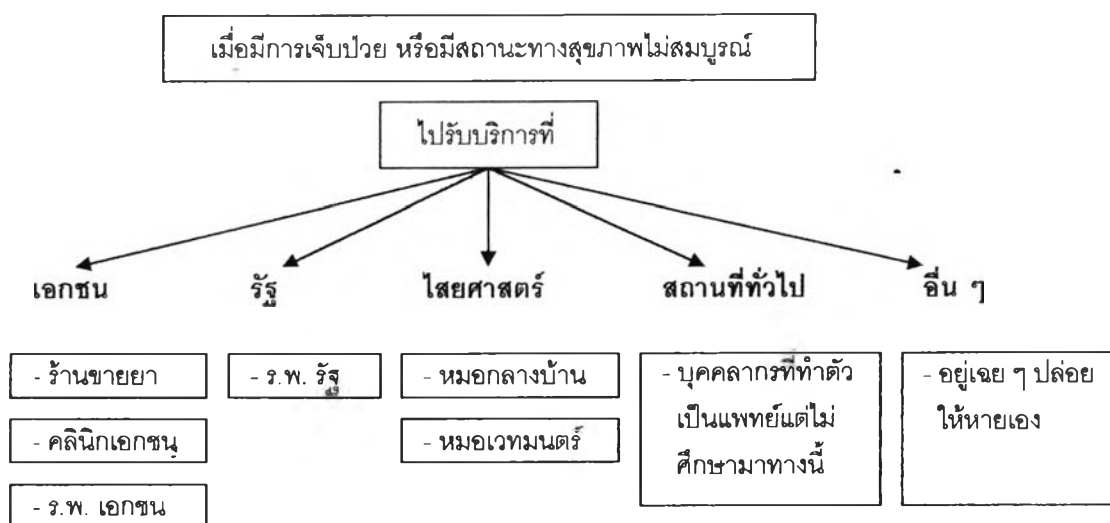 เมื่อมีการเจ็บป่วย หรือมีสถานะทางสุขภาพไม่สมบูรณ์
ไปรับบริการที่
เอกชน รัฐ ไสยศาสตร์ สถานที่ทั่วไป อื่น ๆ
- ร้านขายยา
- คลินิกเอกชน
- ร.พ. เอกชน
- ร.พ. รัฐ
- หมอกลางบ้าน
- หมอเวทมนตร์
- บุคคลากรที่ทำตัว
เป็นแพทย์แต่ไม่
ศึกษามาทางนี้
- อยู่เฉย ๆ ปล่อย
ให้หายเอง